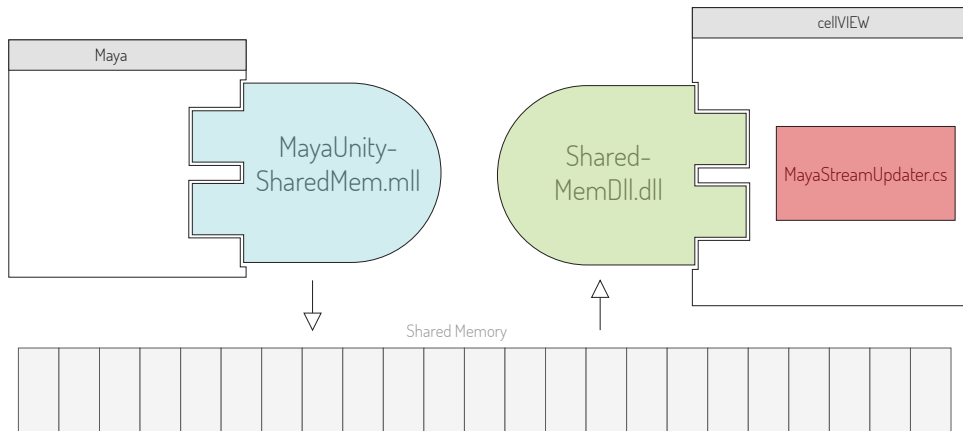 cellVIEW
Maya
MayaUnity-
SharedMem.mll
Shared-
MemDll.dll
MayaStreamUpdater.cs
Shared Memory